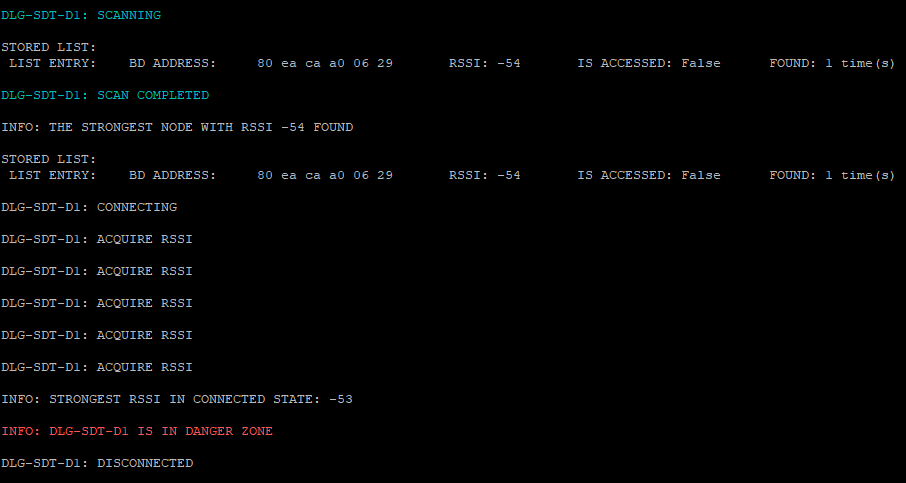 DLG-SDT-D1: SCANNING
STORED LIST:
LIST ENTRY: BD ADDRESS: 80 ea ca a0 06 29 RSSI: -54 IS ACCESSED: False FOUND: 1 time(s)
DLG-SDT-D1: SCAN COMPLETED
INFO: THE STRONGEST NODE WITH RSSI -54 FOUND
STORED LIST:
LIST ENTRY: BD ADDRESS: 80 ea ca a0 06 29 RSSI: -54 IS ACCESSED: False FOUND: 1 time(s)
DLG-SDT-D1: CONNECTING
DLG-SDT-D1: ACQUIRE RSSI
DLG-SDT-D1: ACQUIRE RSSI
DLG-SDT-D1: ACQUIRE RSSI
DLG-SDT-D1: ACQUIRE RSSI
DLG-SDT-D1: ACQUIRE RSSI
INFO: STRONGEST RSSI IN CONNECTED STATE: -53
INFO: DLG-SDT-D1 IS IN DANGER ZONE
DLG-SDT-D1: DISCONNECTED